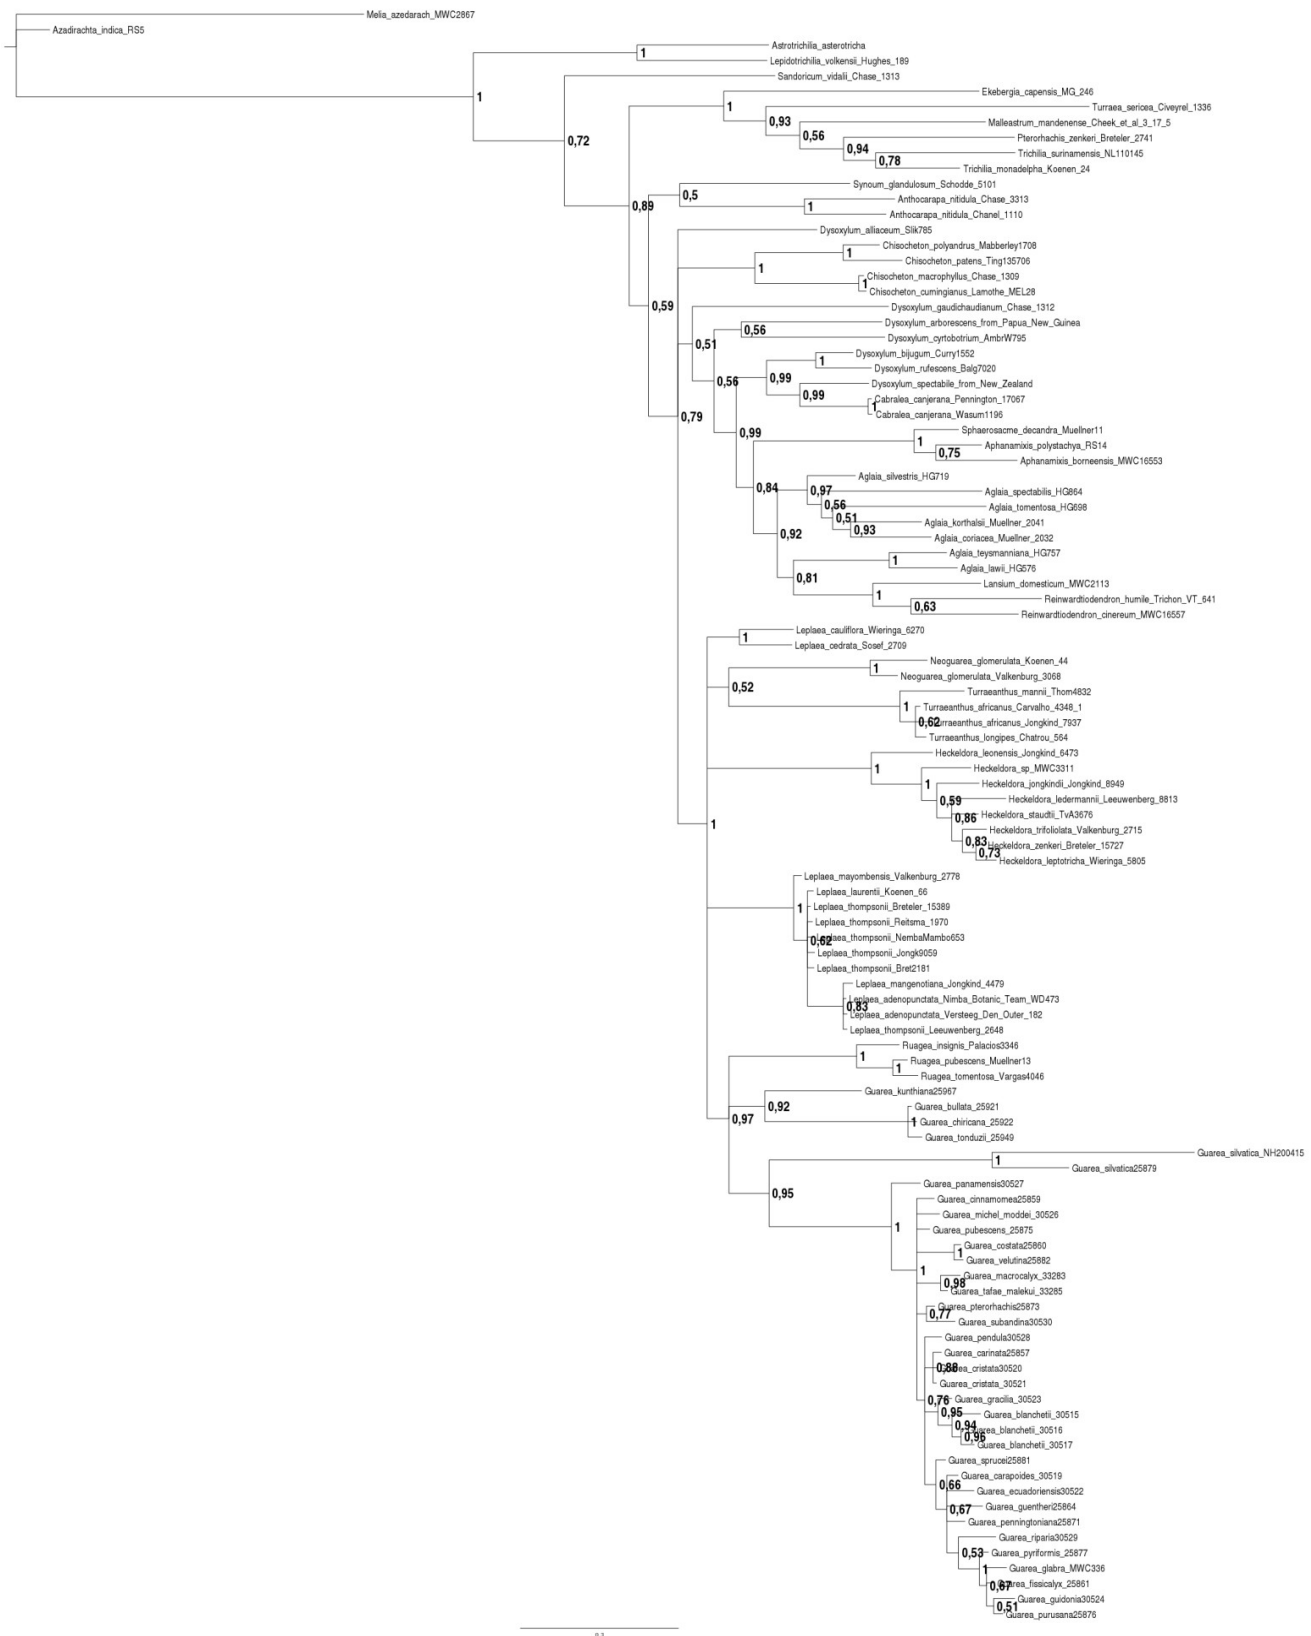 Melia_azedarach_MWC2867
Azadirachta_indica_RS5
Astrotrichilia_asterotricha
1
Lepidotrichilia_volkensii_Hughes_189
Sandoricum_vidalii_Chase_1313
Ekebergia_capensis_MG_246
1
1
Turraea_sericea_Civeyrel_1336
0,93
Malleastrum_mandenense_Cheek_et_al_3_17_5
0,56
Pterorhachis_zenkeri_Breteler_2741
0,72
0,94
Trichilia_surinamensis_NL110145
0,78
Trichilia_monadelpha_Koenen_24
Synoum_glandulosum_Schodde_5101
0,5
Anthocarapa_nitidula_Chase_3313
0,89
1
Anthocarapa_nitidula_Chanel_1110
Dysoxylum_alliaceum_Slik785
Chisocheton_polyandrus_Mabberley1708
1
Chisocheton_patens_Ting135706
1
Chisocheton_macrophyllus_Chase_1309
1
Chisocheton_cumingianus_Lamothe_MEL28
0,59
Dysoxylum_gaudichaudianum_Chase_1312
Dysoxylum_arborescens_from_Papua_New_Guinea
0,56
Dysoxylum_cyrtobotrium_AmbrW795
0,51
Dysoxylum_bijugum_Curry1552
1
Dysoxylum_rufescens_Balg7020
0,99
0,56
Dysoxylum_spectabile_from_New_Zealand
0,99
Cabralea_canjerana_Pennington_17067
1
Cabralea_canjerana_Wasum1196
0,79
Sphaerosacme_decandra_Muellner11
0,99
1
Aphanamixis_polystachya_RS14
0,75
Aphanamixis_borneensis_MWC16553
Aglaia_silvestris_HG719
0,84
0,97
Aglaia_spectabilis_HG864
0,56
Aglaia_tomentosa_HG698
0,51
Aglaia_korthalsii_Muellner_2041
0,93
0,92
Aglaia_coriacea_Muellner_2032
Aglaia_teysmanniana_HG757
1
Aglaia_lawii_HG576
0,81
Lansium_domesticum_MWC2113
1
Reinwardtiodendron_humile_Trichon_VT_641
0,63
Reinwardtiodendron_cinereum_MWC16557
Leplaea_cauliflora_Wieringa_6270
1
Leplaea_cedrata_Sosef_2709
Neoguarea_glomerulata_Koenen_44
1
Neoguarea_glomerulata_Valkenburg_3068
0,52
Turraeanthus_mannii_Thom4832
1
Turraeanthus_africanus_Carvalho_4348_1
0,62
Turraeanthus_africanus_Jongkind_7937
Turraeanthus_longipes_Chatrou_564
Heckeldora_leonensis_Jongkind_6473
1
Heckeldora_sp_MWC3311
1
Heckeldora_jongkindii_Jongkind_8949
0,59
Heckeldora_ledermannii_Leeuwenberg_8813
0,86
Heckeldora_staudtii_TvA3676
1
Heckeldora_trifoliolata_Valkenburg_2715
0,83
Heckeldora_zenkeri_Breteler_15727
0,73
Heckeldora_leptotricha_Wieringa_5805
Leplaea_mayombensis_Valkenburg_2778
Leplaea_laurentii_Koenen_66
1
Leplaea_thompsonii_Breteler_15389
Leplaea_thompsonii_Reitsma_1970
0,62
Leplaea_thompsonii_NembaMambo653
Leplaea_thompsonii_Jongk9059
Leplaea_thompsonii_Bret2181
Leplaea_mangenotiana_Jongkind_4479
Leplaea_adenopunctata_Nimba_Botanic_Team_WD473
0,83
Leplaea_adenopunctata_Versteeg_Den_Outer_182
Leplaea_thompsonii_Leeuwenberg_2648
Ruagea_insignis_Palacios3346
1
Ruagea_pubescens_Muellner13
1
Ruagea_tomentosa_Vargas4046
Guarea_kunthiana25967
0,92
Guarea_bullata_25921
0,97
1
Guarea_chiricana_25922
Guarea_tonduzii_25949
Guarea_silvatica_NH200415
1
Guarea_silvatica25879
0,95
Guarea_panamensis30527
Guarea_cinnamomea25859
Guarea_michel_moddei_30526
1
Guarea_pubescens_25875
Guarea_costata25860
1
Guarea_velutina25882
1
Guarea_macrocalyx_33283
0,98
Guarea_tafae_malekui_33285
Guarea_pterorhachis25873
0,77
Guarea_subandina30530
Guarea_pendula30528
Guarea_carinata25857
0,88
Guarea_cristata30520
Guarea_cristata_30521
0,76
Guarea_gracilia_30523
0,95
Guarea_blanchetii_30515
0,94
Guarea_blanchetii_30516
0,96
Guarea_blanchetii_30517
Guarea_sprucei25881
Guarea_carapoides_30519
0,66
Guarea_ecuadoriensis30522
0,67
Guarea_guentheri25864
Guarea_penningtoniana25871
Guarea_riparia30529
0,53
Guarea_pyriformis_25877
1
Guarea_glabra_MWC336
0,67
Guarea_fissicalyx_25861
Guarea_guidonia30524
0,51
Guarea_purusana25876